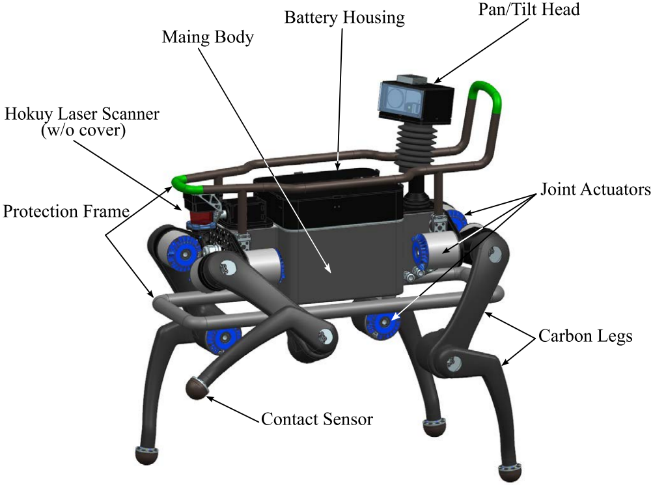 Pan/Tilt Head
Battery Housing
Maing Body
Hokuy Laser Scanner
(w/o cover)
Protection Frame
Joint Actuators
Carbon Legs
Contact Sensor